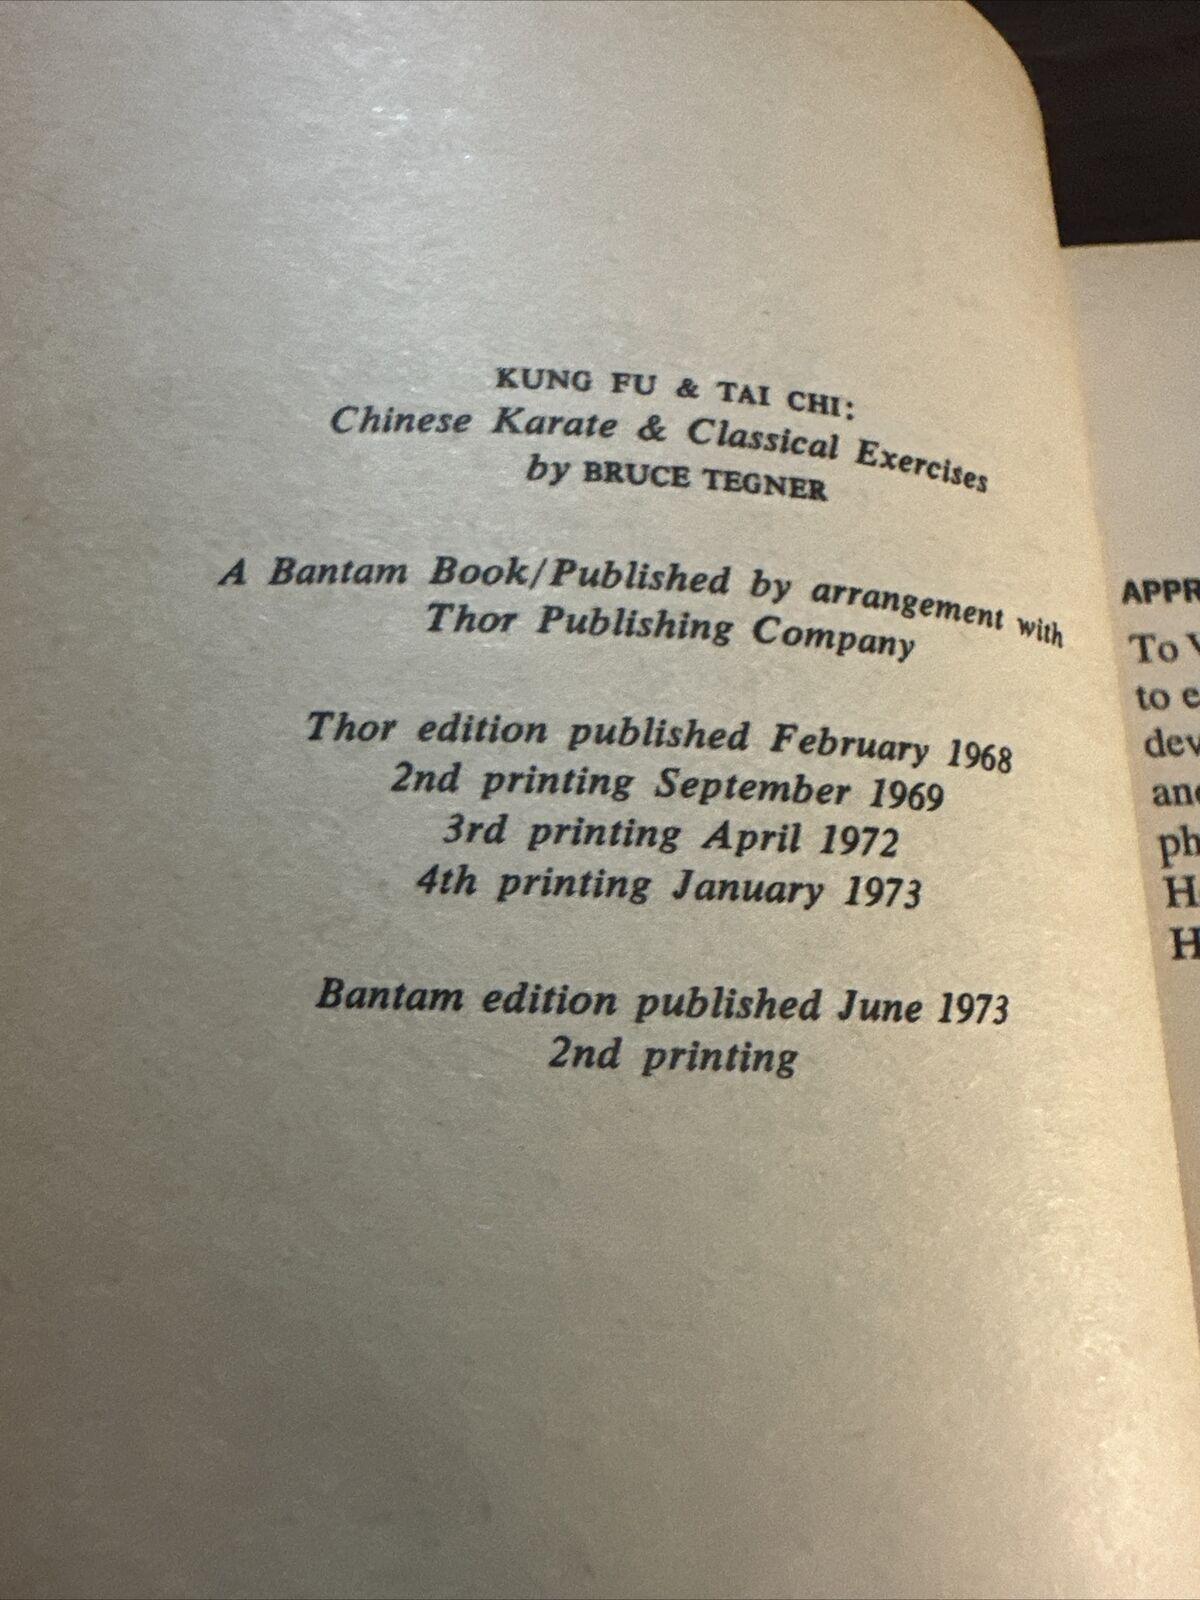 KUNG FU & TAI CHI:
Chinese Karate & Classical Exercises
by BRUCE TEGNER
A Bantam Book/Published by arrangement with
Thor Publishing Company
Thor edition published February 1968
2nd printing September 1969
3rd printing April 1972
4th printing January 1973
Bantam edition published June 1973
2nd printing
APPR
To V
to e
dev
and
ph
H
H